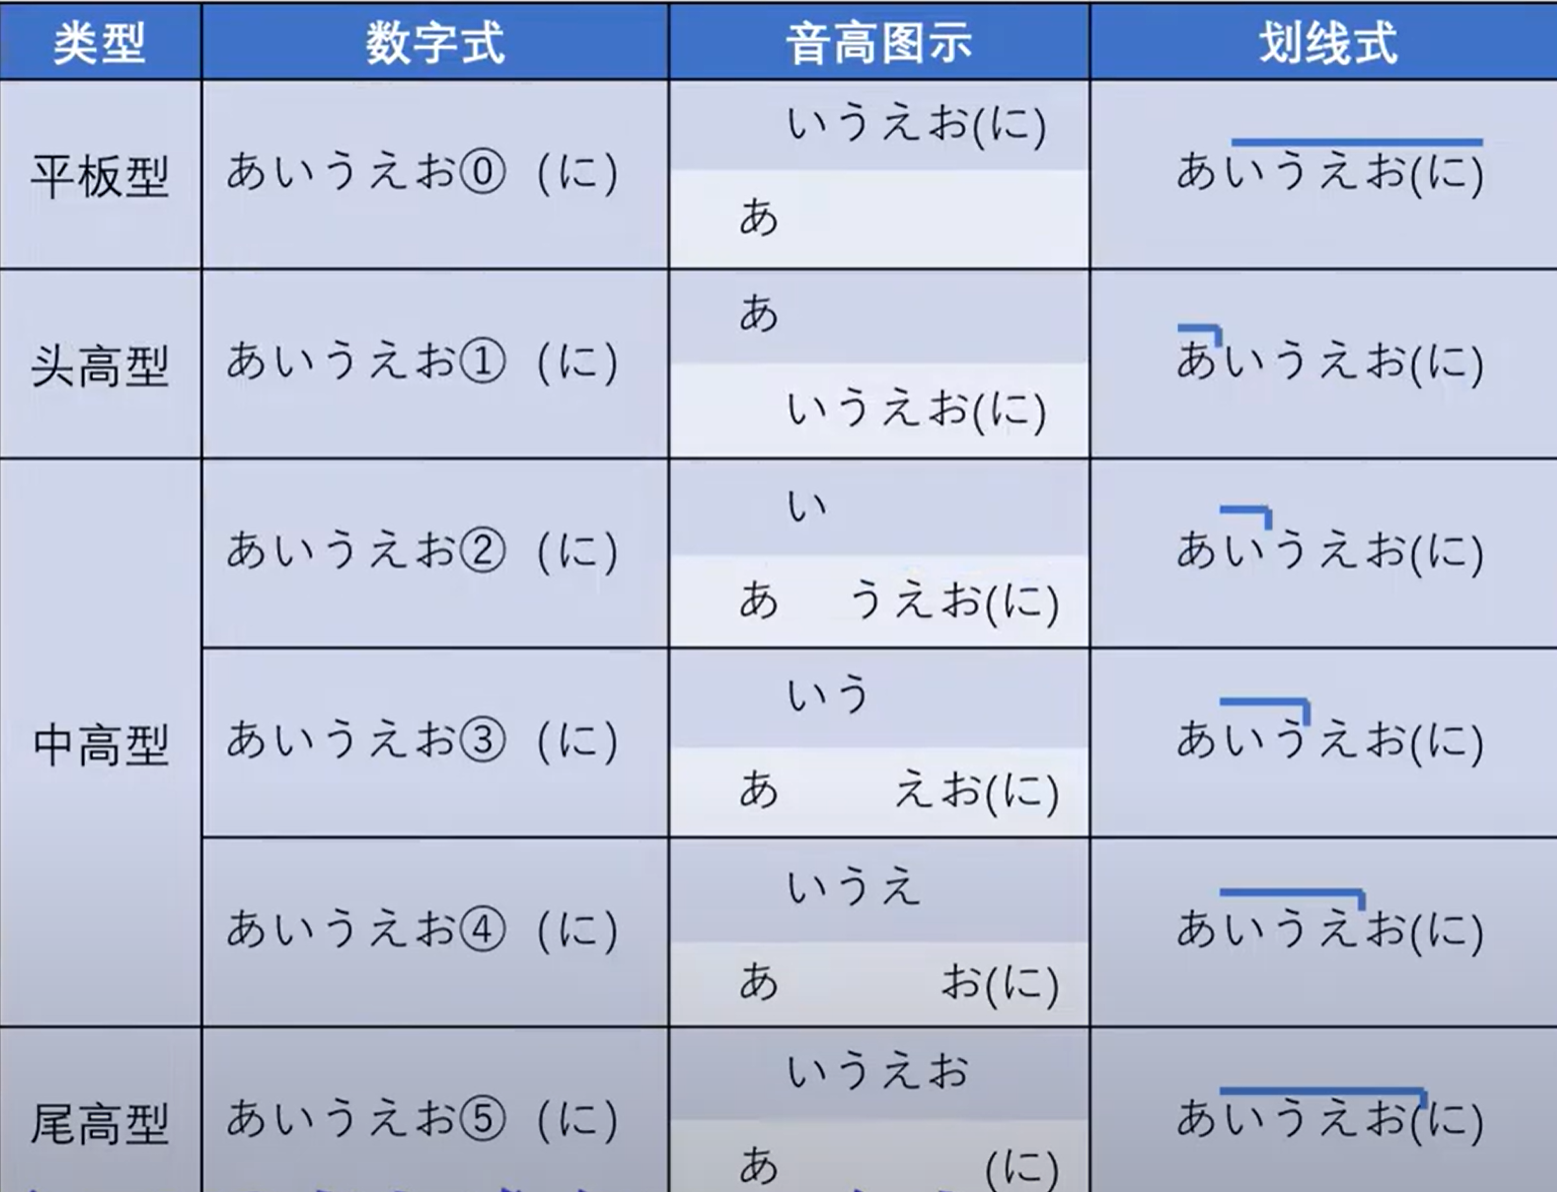 类型 数字式 音高图示 划线式
平板型 あいうえお⓪（に） いうえお(に) あいうえお(に)
あ
头高型 あいうえお①（に） あ あいうえお(に)
いうえお(に)
中高型 あいうえお②（に） い あいうえお(に)
あ うえお(に)
あいうえお③（に） いう あいうえお(に)
あ えお(に)
あいうえお④（に） いうえ あいうえお(に)
あ お(に)
尾高型 あいうえお⑤（に） いうえお あいうえお(に)
あ (に)